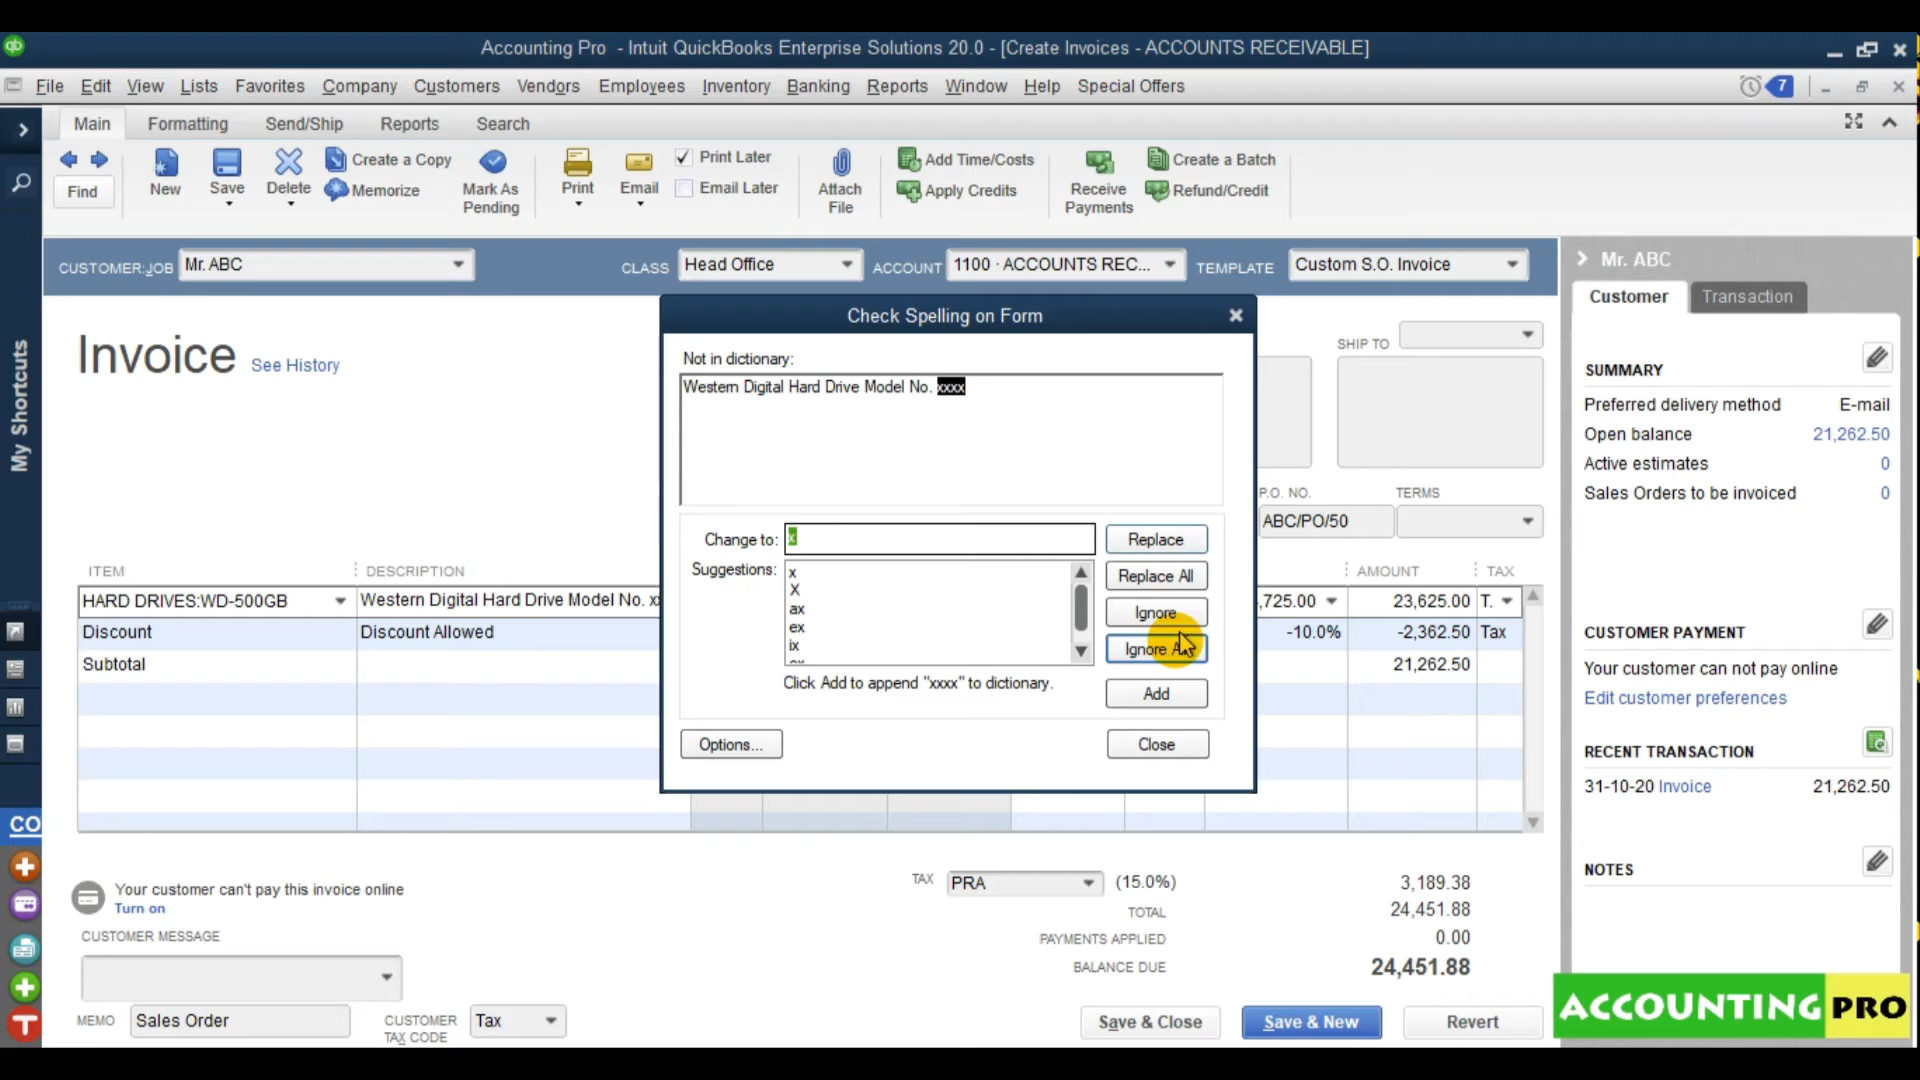 Accounting Pro - Intuit QuickBooks Enterprise Solutions 20.0 - [Create Invoices - ACCOUNTS RECEIVABLE]
File Edit View Lists Favorites Company Customers Vendors Employees Inventory Banking Reports Window Help Special Offers 7
Main Formatting Send/Ship Reports Search
Find New Save Delete Create a Copy Memorize Mark As Pending Print Email Print Later Email Later Attach File Add Time/Costs Apply Credits Receive Payments Create a Batch Refund/Credit
CUSTOMER:JOB Mr. ABC CLASS Head Office ACCOUNT 1100 · ACCOUNTS REC... TEMPLATE Custom S.O. Invoice
My Shortcuts
CO
Invoice See History
SHIP TO
P.O. NO. TERMS
ABC/PO/50
Check Spelling on Form
Not in dictionary:
Western Digital Hard Drive Model No. xxxx
Change to: x Replace
Suggestions:
x
X
ax
ex
ix
Replace All
Ignore
Ignore A
Click Add to append "xxxx" to dictionary.
Add
Options... Close
ITEM DESCRIPTION AMOUNT TAX
HARD DRIVES:WD-500GB Western Digital Hard Drive Model No. ,725.00 23,625.00 T.
Discount Discount Allowed -10.0% -2,362.50 Tax
Subtotal 21,262.50
Your customer can't pay this invoice online
Turn on
TAX PRA (15.0%) 3,189.38
TOTAL 24,451.88
PAYMENTS APPLIED 0.00
BALANCE DUE 24,451.88
CUSTOMER MESSAGE
MEMO Sales Order CUSTOMER TAX CODE Tax
Save & Close Save & New Revert
Mr. ABC
Customer Transaction
SUMMARY
Preferred delivery method E-mail
Open balance 21,262.50
Active estimates 0
Sales Orders to be invoiced 0
CUSTOMER PAYMENT
Your customer can not pay online
Edit customer preferences
RECENT TRANSACTION
31-10-20 Invoice 21,262.50
NOTES
ACCOUNTING PRO